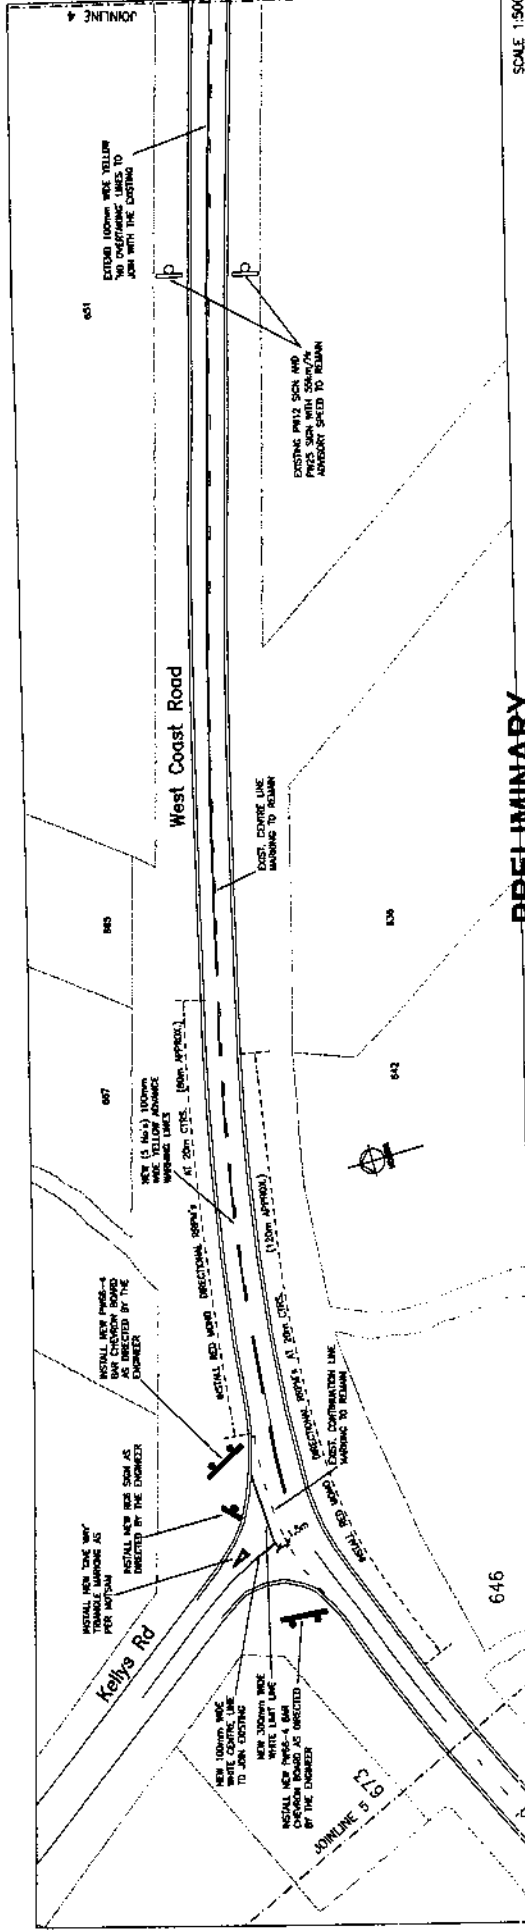 JOINLINE 4
SCALE 1:500
651
EXTEND 100mm WIDE YELLOW
'NO OVERTAKING' LINES TO
JOIN WITH THE EXISTING
EXISTING PW12 SIGN AND
PW25 SIGN WITH 55km/h
ADVISORY SPEED TO REMAIN
West Coast Road
EXIST. CENTRE LINE
MARKING TO REMAIN
665
636
667
642
NEW (5 No's) 100mm
WIDE YELLOW ADVANCE
WARNING LINES
INSTALL RED MONO DIRECTIONAL RRPM's AT 20m CTRS. (80m APPROX.)
INSTALL RED MONO DIRECTIONAL RRPM's AT 20m CTRS. (120m APPROX.)
INSTALL NEW PW66-4
BAR CHEVRON BOARD
AS DIRECTED BY THE
ENGINEER
EXIST. CONTINUATION LINE
MARKING TO REMAIN
INSTALL NEW RG6 SIGN AS
DIRECTED BY THE ENGINEER
INSTALL NEW 'GIVE WAY'
TRIANGLE MARKING AS
PER MOTSAM
1.5m
Kellys Rd
NEW 100mm WIDE
WHITE CENTRE LINE
TO JOIN EXISTING
NEW 300mm WIDE
WHITE LIMIT LINE
INSTALL NEW PW66-4 BAR
CHEVRON BOARD AS DIRECTED
BY THE ENGINEER
646
JOINLINE 5
673
PRELIMINARY